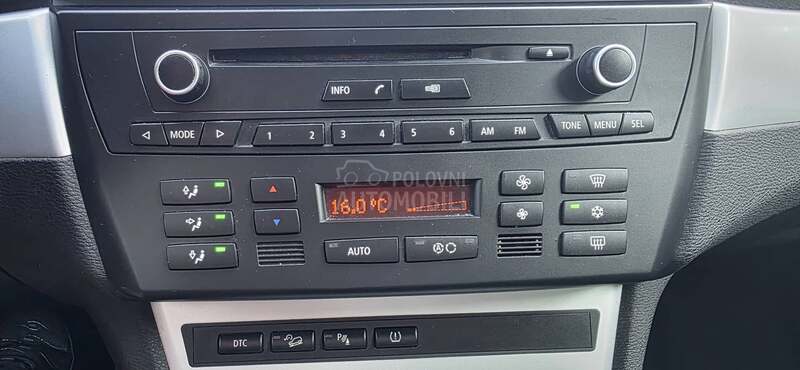 INFO
MODE 1 2 3 4 5 6 AM FM TONE MENU SEL
POLOVNI
AUTOMOBILI
16.0°C
AUTO A
DTC P